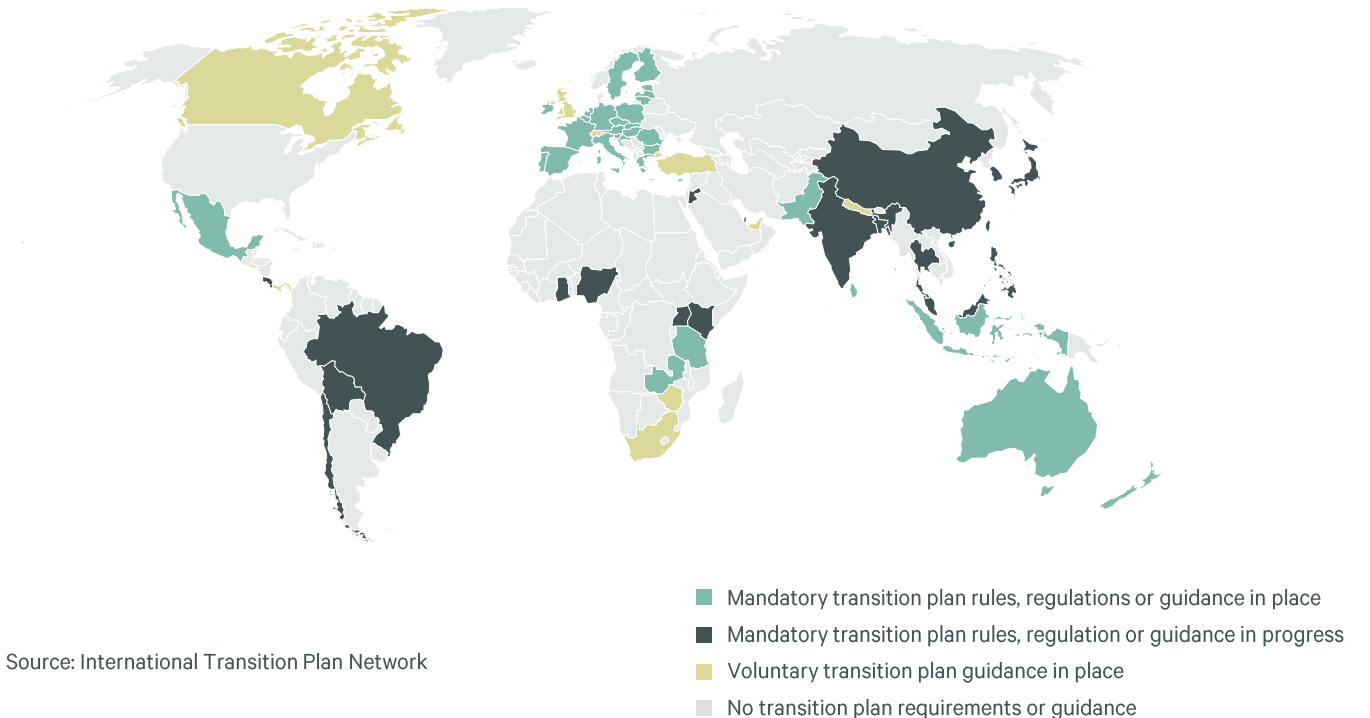 Mandatory transition plan rules, regulations or guidance in place
Mandatory transition plan rules, regulation or guidance in progress
Source: International Transition Plan Network
Voluntary transition plan guidance in place
No transition plan requirements or guidance